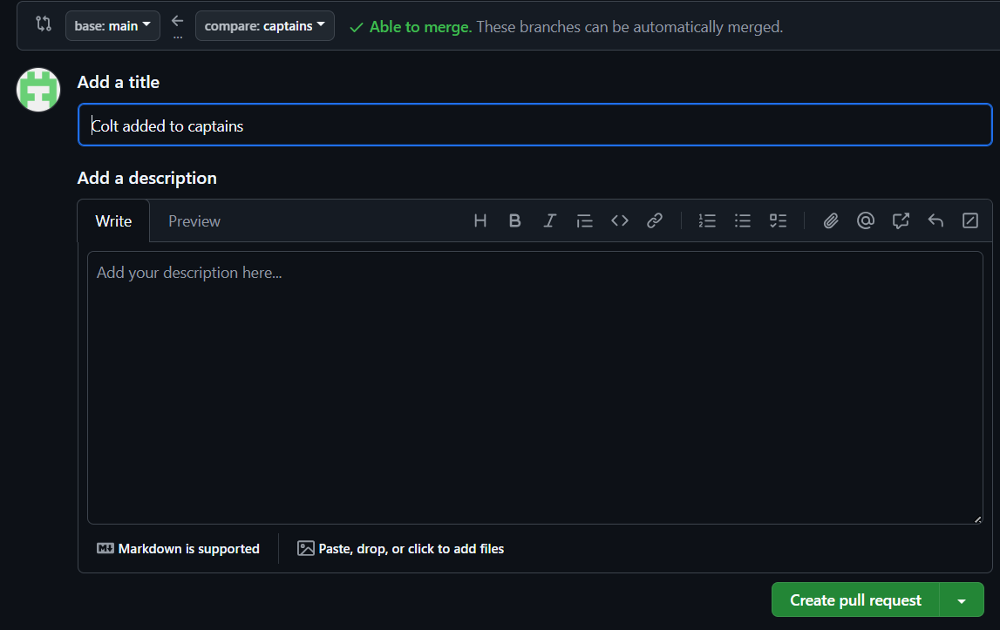 base: main compare: captains Able to merge. These branches can be automatically merged.
...
Add a title
Colt added to captains
Add a description
Write Preview H B I
Add your description here...
Markdown is supported Paste, drop, or click to add files
Create pull request